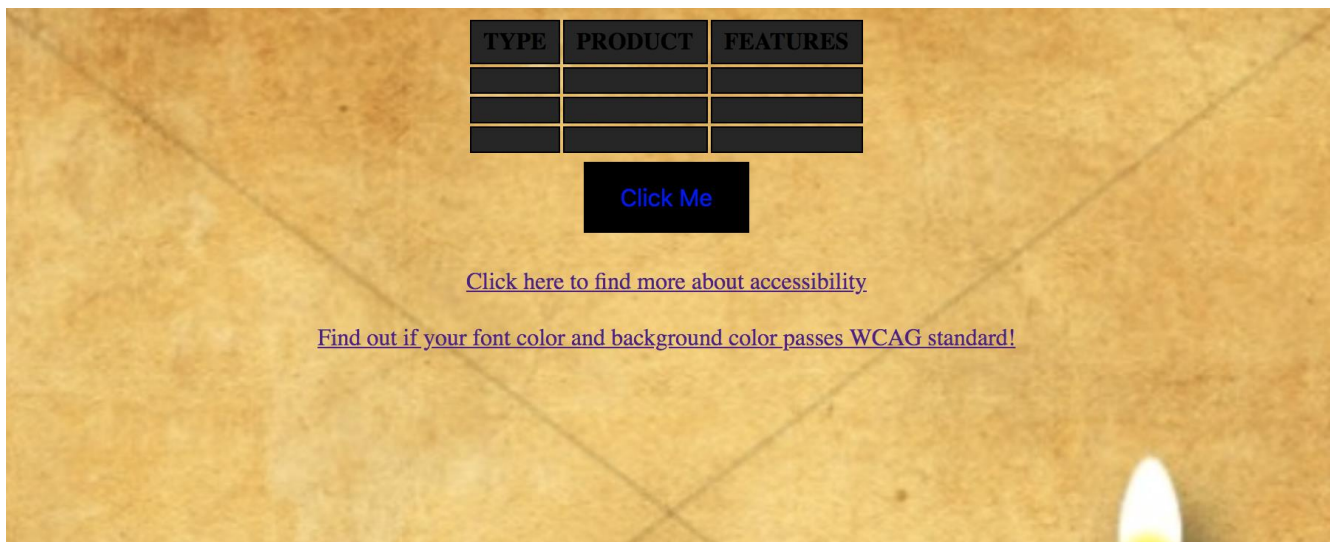 TYPE PRODUCT FEATURES
Click Me
Click here to find more about accessibility
Find out if your font color and background color passes WCAG standard!